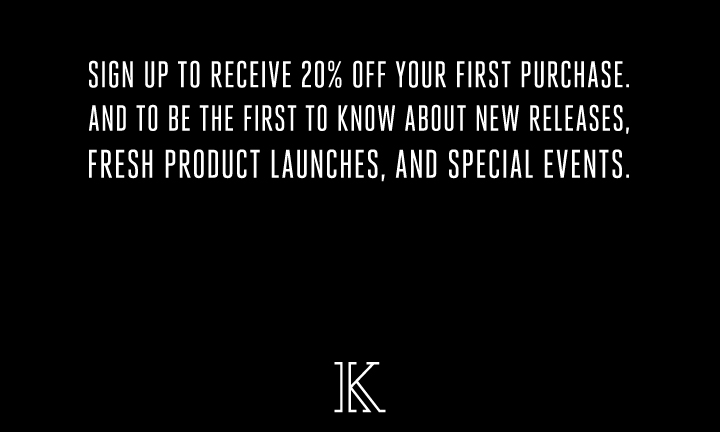 SIGN UP TO RECEIVE 20% OFF YOUR FIRST PURCHASE.
AND TO BE THE FIRST TO KNOW ABOUT NEW RELEASES,
FRESH PRODUCT LAUNCHES, AND SPECIAL EVENTS.
K